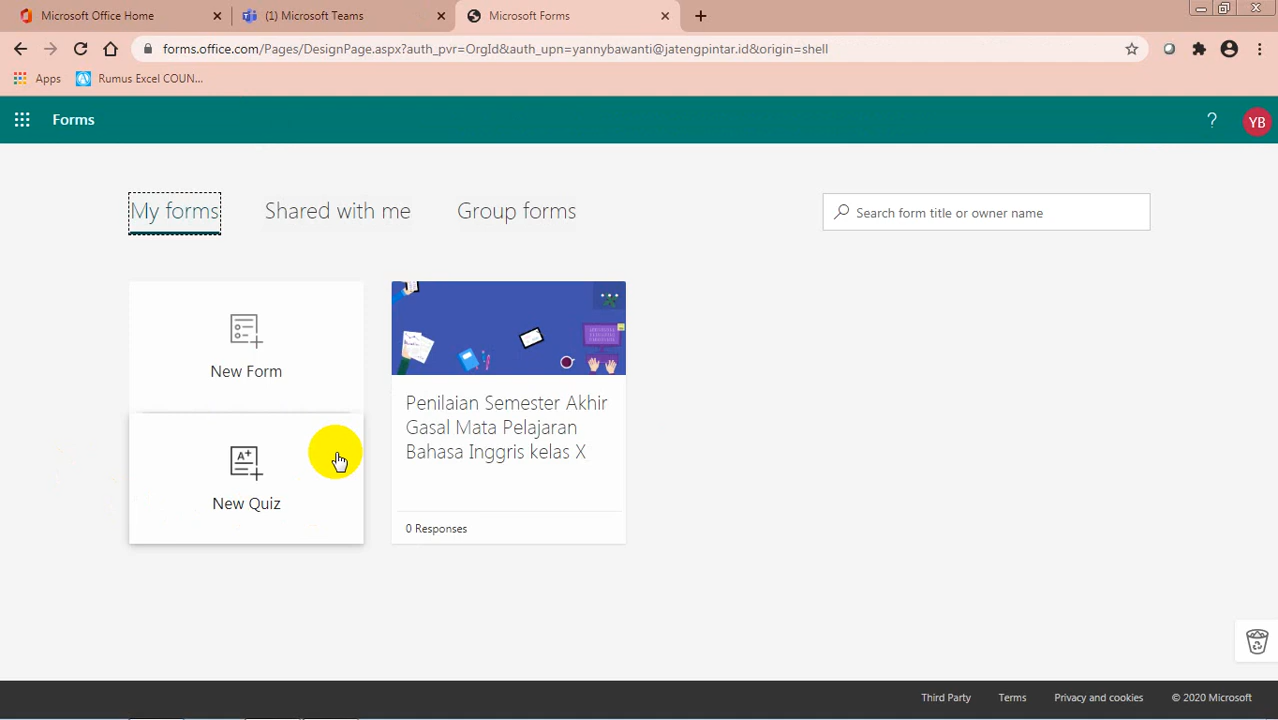 Microsoft Office Home
(1) Microsoft Teams
Microsoft Forms
forms.office.com/Pages/DesignPage.aspx?auth_pvr=OrgId&auth_upn=yannybawanti@jatengpintar.id&origin=shell
Apps
Rumus Excel COUN...
Forms
?
YB
My forms
Shared with me
Group forms
Search form title or owner name
New Form
A+
New Quiz
Penilaian Semester Akhir
Gasal Mata Pelajaran
Bahasa Inggris kelas X
0 Responses
Third Party
Terms
Privacy and cookies
© 2020 Microsoft